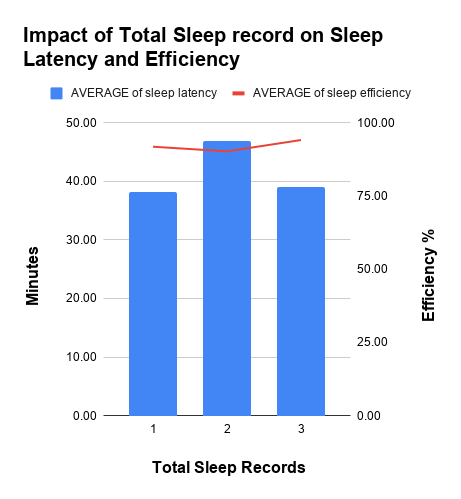 Impact of Total Sleep record on Sleep
Latency and Efficiency
AVERAGE of sleep latency
AVERAGE of sleep efficiency
50.00
40.00
30.00
20.00
10.00
0.00
Minutes
100.00
75.00
50.00
25.00
0.00
Efficiency %
1
2
3
Total Sleep Records